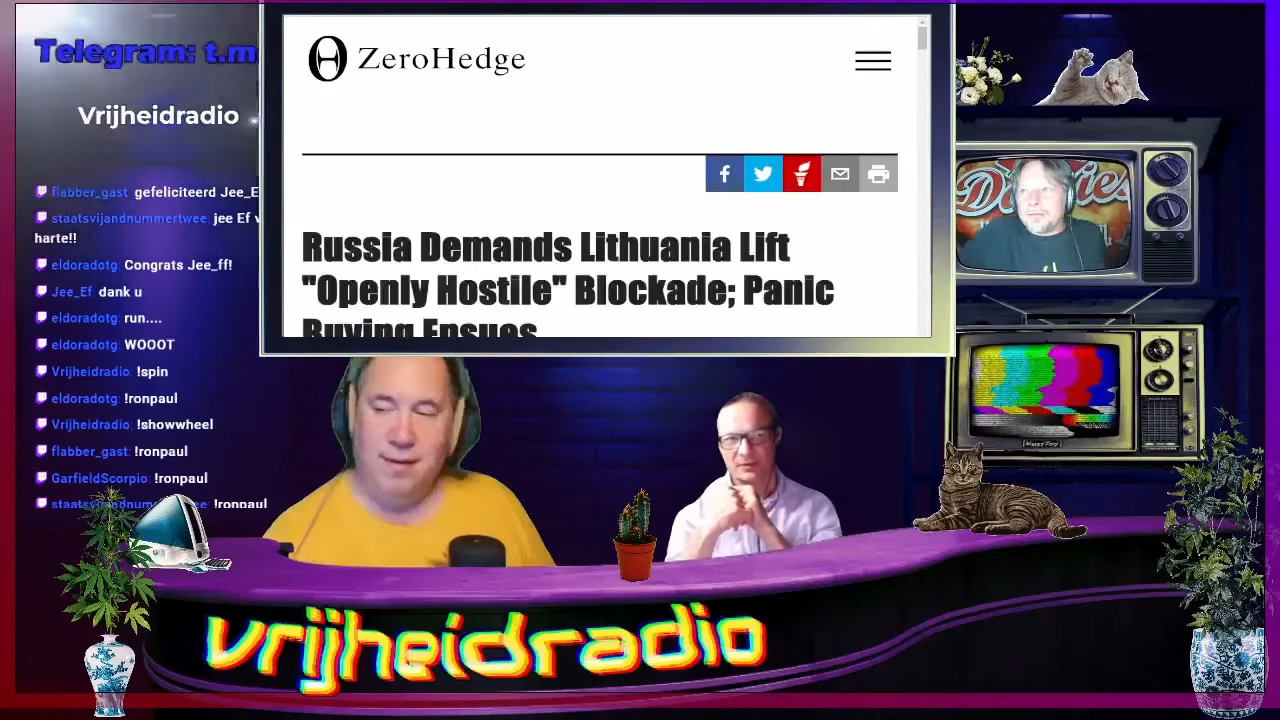 Telegram: t.m
Vrijheidradio
flabber_gast: gefeliciteerd Jee_E
staatsvijandnummertwee: jee Ef v
harte!!
eldoradotg: Congrats Jee_ff!
Jee_Ef: dank u
eldoradotg: run....
eldoradotg: WOOOT
Vrijheidradio: !spin
eldoradotg: !ronpaul
Vrijheidradio: !showwheel
flabber_gast: !ronpaul
GarfieldScorpio: !ronpaul
!ronpaul
ZeroHedge
Russia Demands Lithuania Lift
"Openly Hostile" Blockade; Panic
Buying Ensues
vrijheidradio